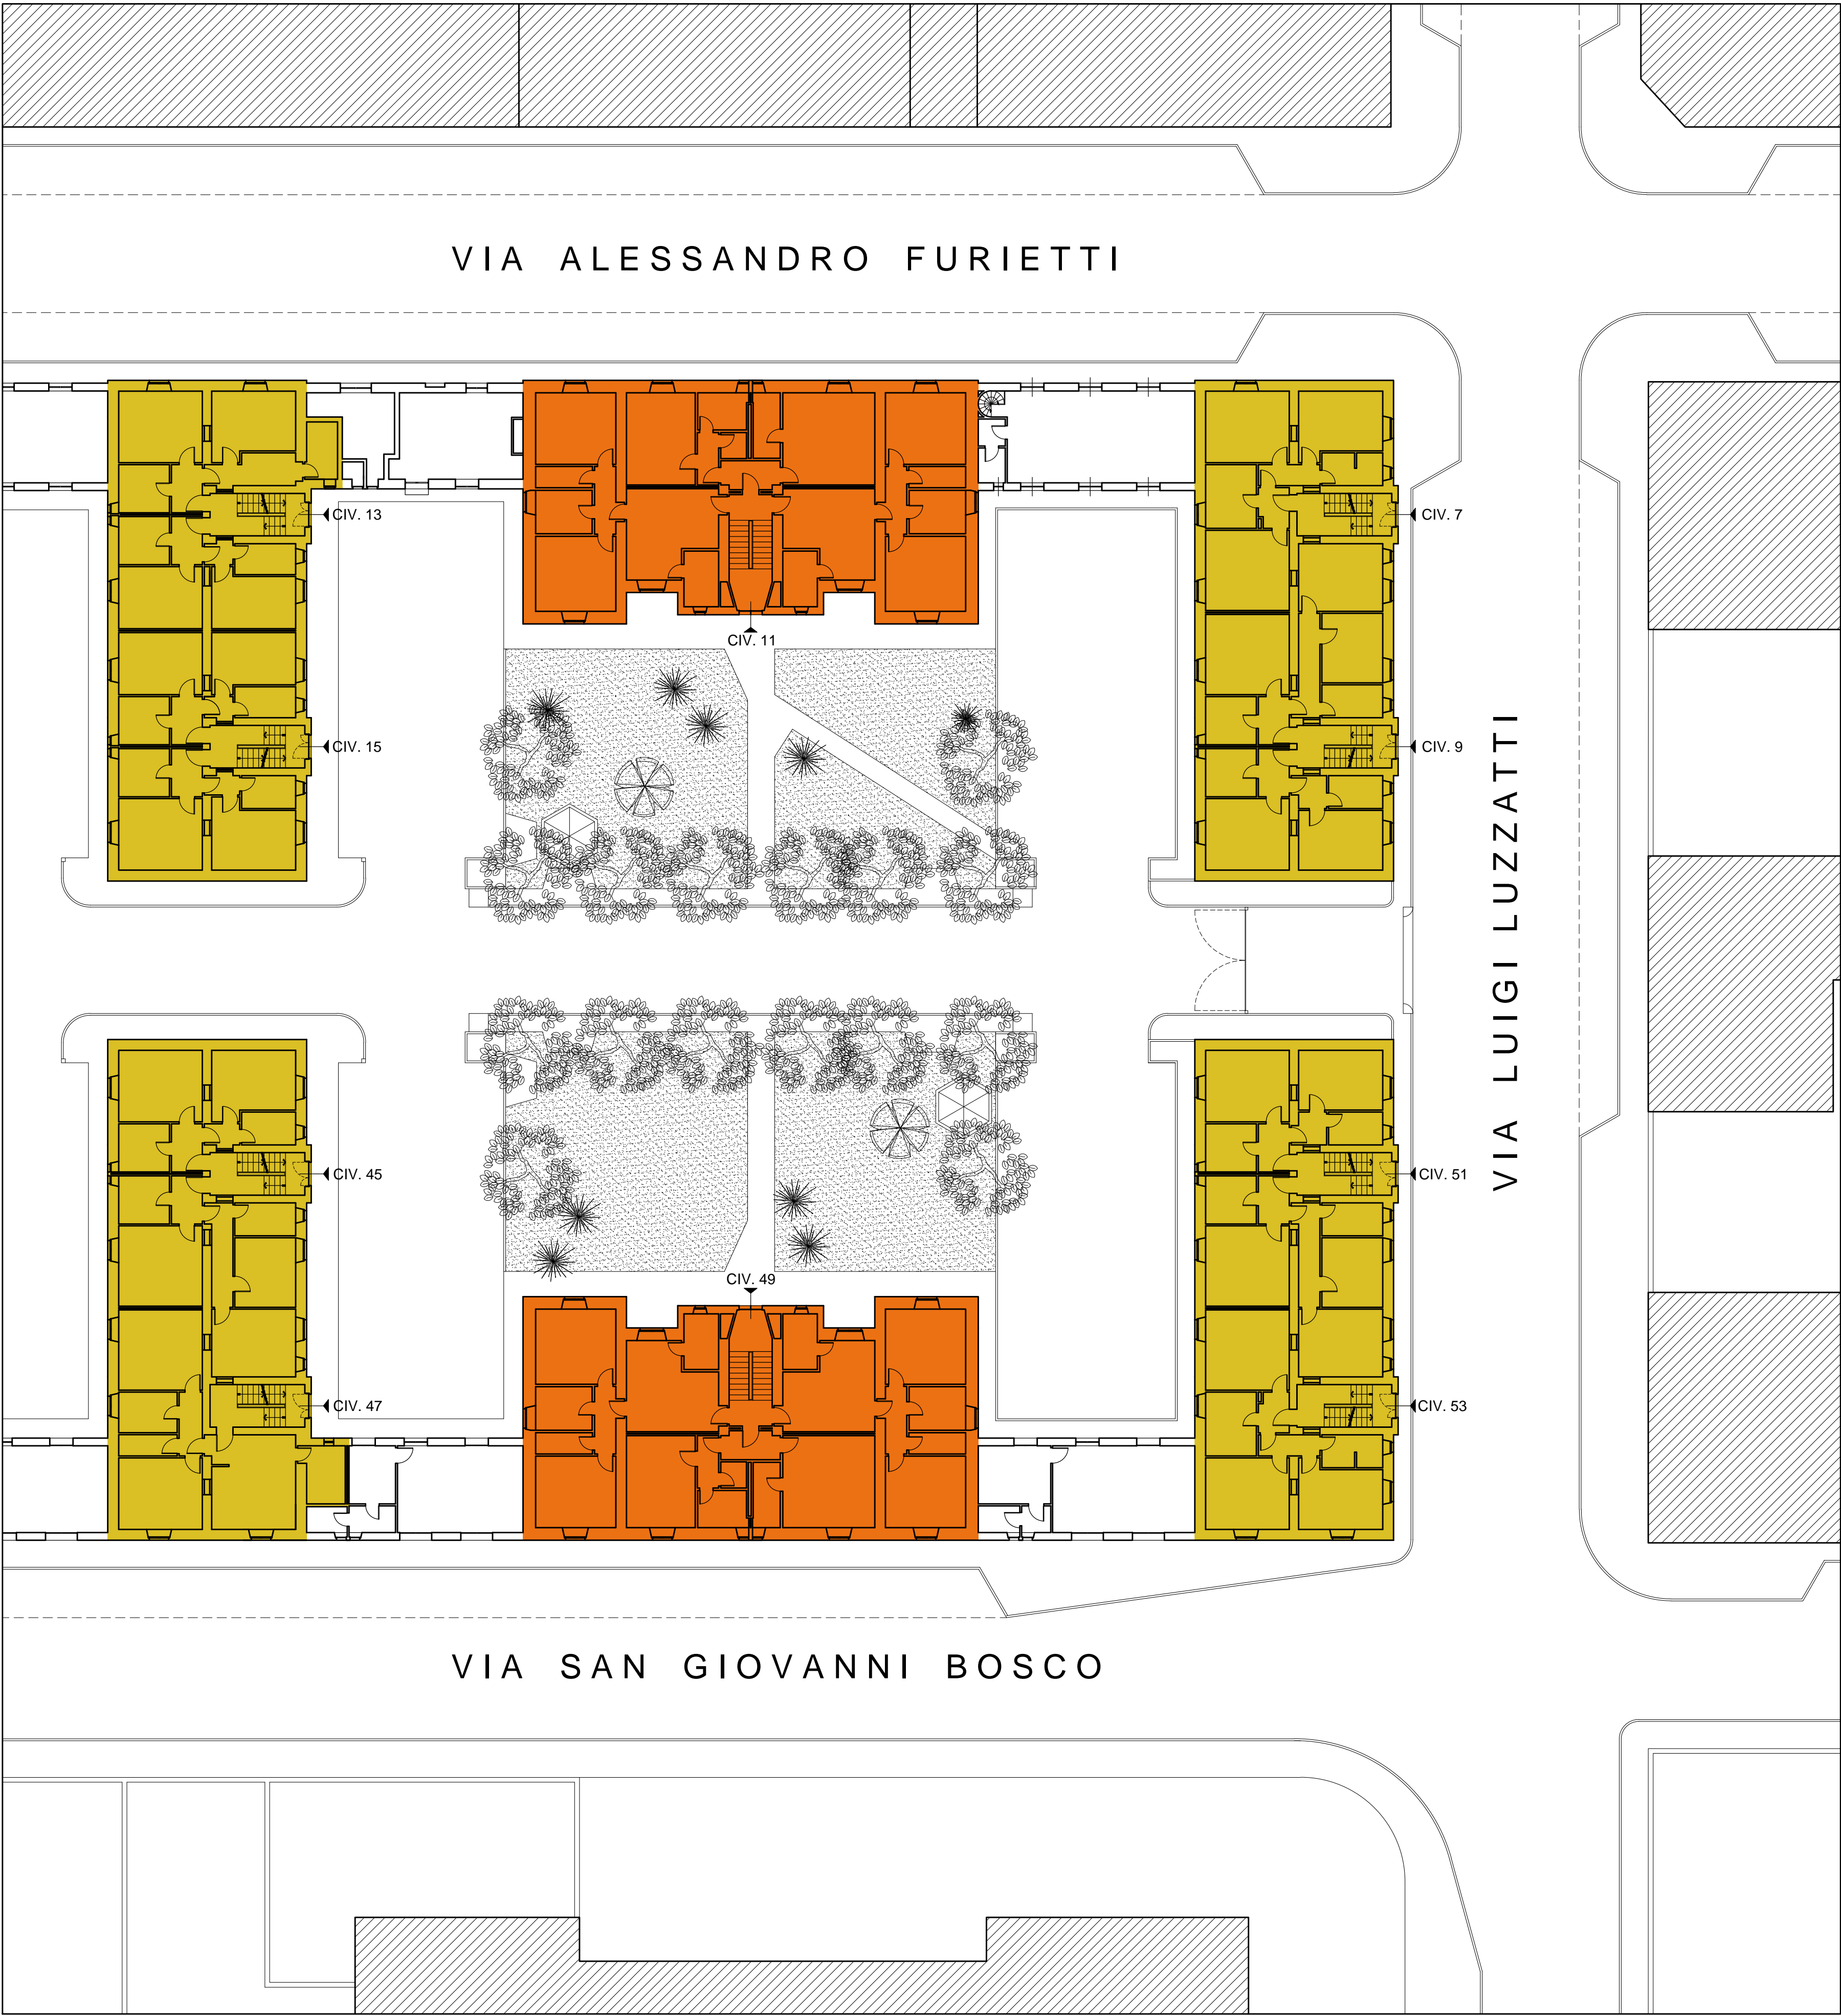 VIA ALESSANDRO FURIETTI
CIV. 13
CIV. 7
CIV. 11
CIV. 15
CIV. 9
VIA LUIGI LUZZATTI
CIV. 45
CIV. 51
CIV. 49
CIV. 47
CIV. 53
VIA SAN GIOVANNI BOSCO